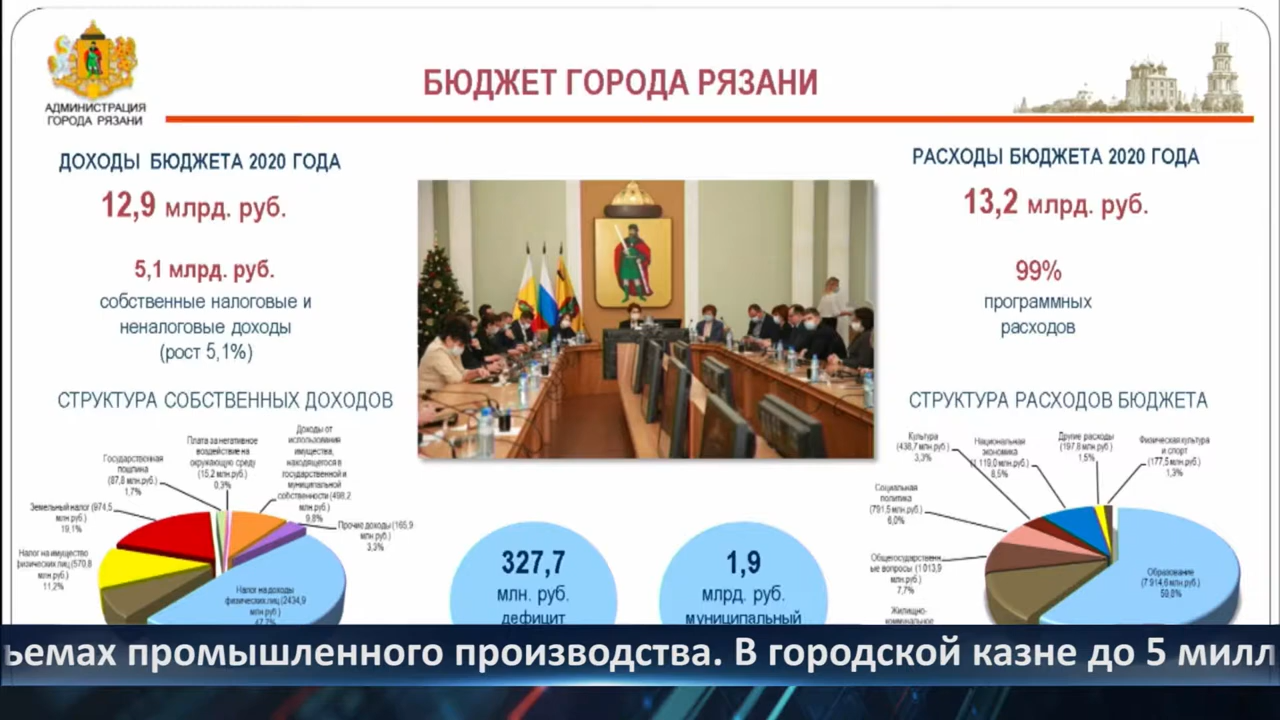 АДМИНИСТРАЦИЯ
ГОРОДА РЯЗАНИ
БЮДЖЕТ ГОРОДА РЯЗАНИ
ДОХОДЫ БЮДЖЕТА 2020 ГОДА
12,9 млрд. руб.
5,1 млрд. руб.
собственные налоговые и
неналоговые доходы
(рост 5,1%)
СТРУКТУРА СОБСТВЕННЫХ ДОХОДОВ
Государственная
пошлина
(87,8 млн.руб.)
1,7%
Плата за негативное
воздействие на
окружающую среду
(15,2 млн.руб.)
0,3%
Доходы от
использования
имущества,
находящегося в
государственной и
муниципальной
собственности (498,2
млн.руб.)
9,8%
Земельный налог (974,5
млн.руб.)
19,1%
Прочие доходы (165,9
млн.руб.)
3,3%
Налог на имущество
физических лиц (570,8
млн.руб.)
11,2%
Налог на доходы
физических лиц (2434,9
млн.руб.)
47,7%
327,7
млн. руб.
дефицит
1,9
млрд. руб.
муниципальный
РАСХОДЫ БЮДЖЕТА 2020 ГОДА
13,2 млрд. руб.
99%
программных
расходов
СТРУКТУРА РАСХОДОВ БЮДЖЕТА
Культура
(438,7 млн.руб.)
3,3%
Национальная
экономика
(1 119,0 млн.руб.)
8,5%
Другие расходы
(197,8 млн.руб.)
1,5%
Физическая культура
и спорт
(177,5 млн.руб.)
1,3%
Социальная
политика
(791,5 млн.руб.)
6,0%
Общегосударственн
ые вопросы (1 013,9
млн.руб.)
7,7%
Образование
(7 914,6 млн.руб.)
59,8%
Жилищно-
коммунальное
ъемах промышленного производства. В городской казне до 5 милл